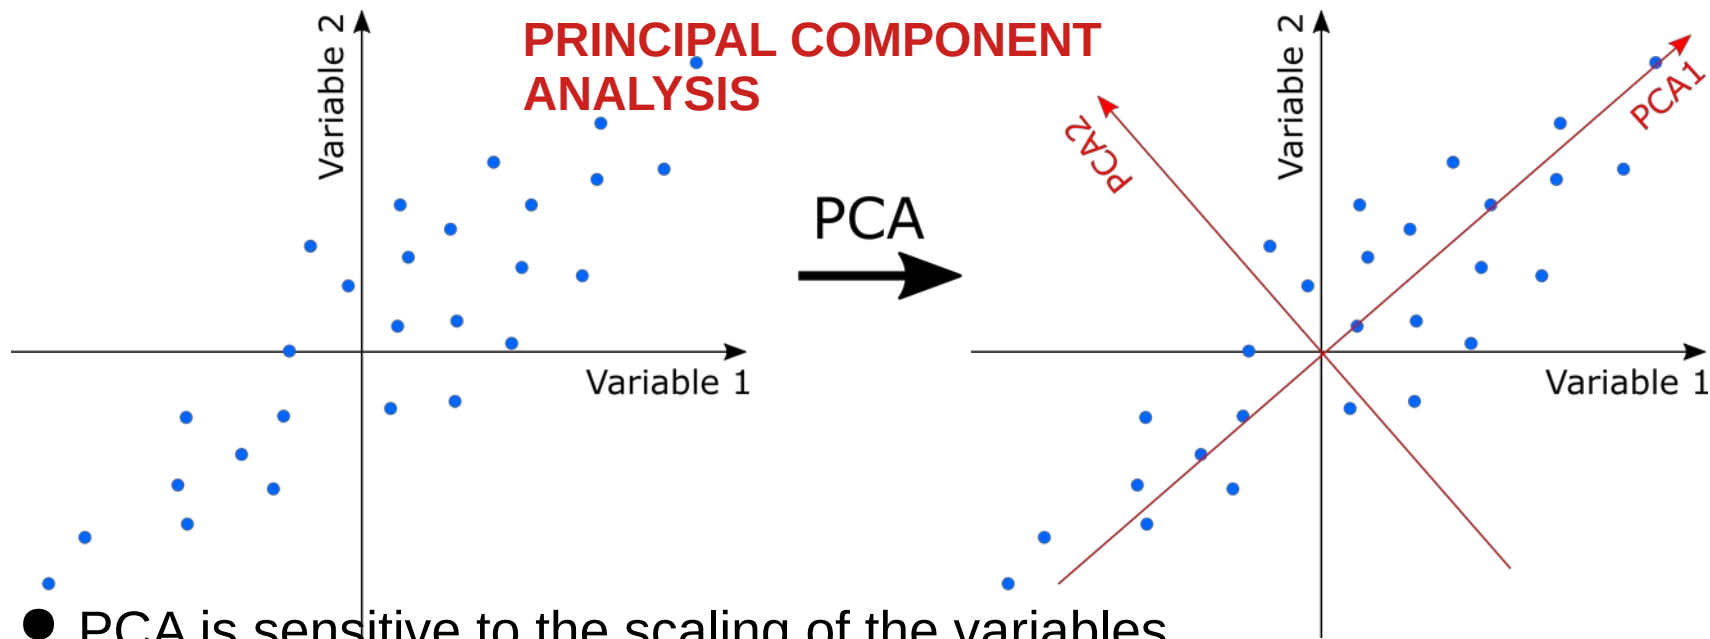 PRINCIPAL COMPONENT
ANALYSIS
Variable 2
Variable 1
PCA
Variable 2
PCA2
PCA1
Variable 1
● PCA is sensitive to the scaling of the variables